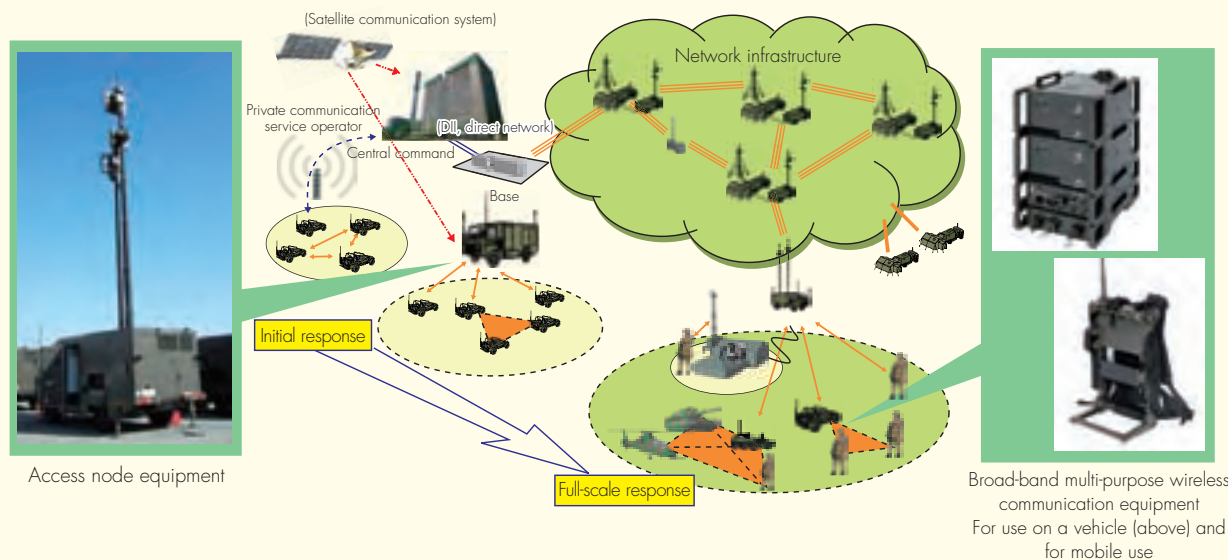 (Satellite communication system)
Network infrastructure
Private communication
service operator
(DII, direct network)
Central command
Base
Initial response
Full-scale response
Access node equipment
Broad-band multi-purpose wireless
communication equipment
For use on a vehicle (above) and
for mobile use